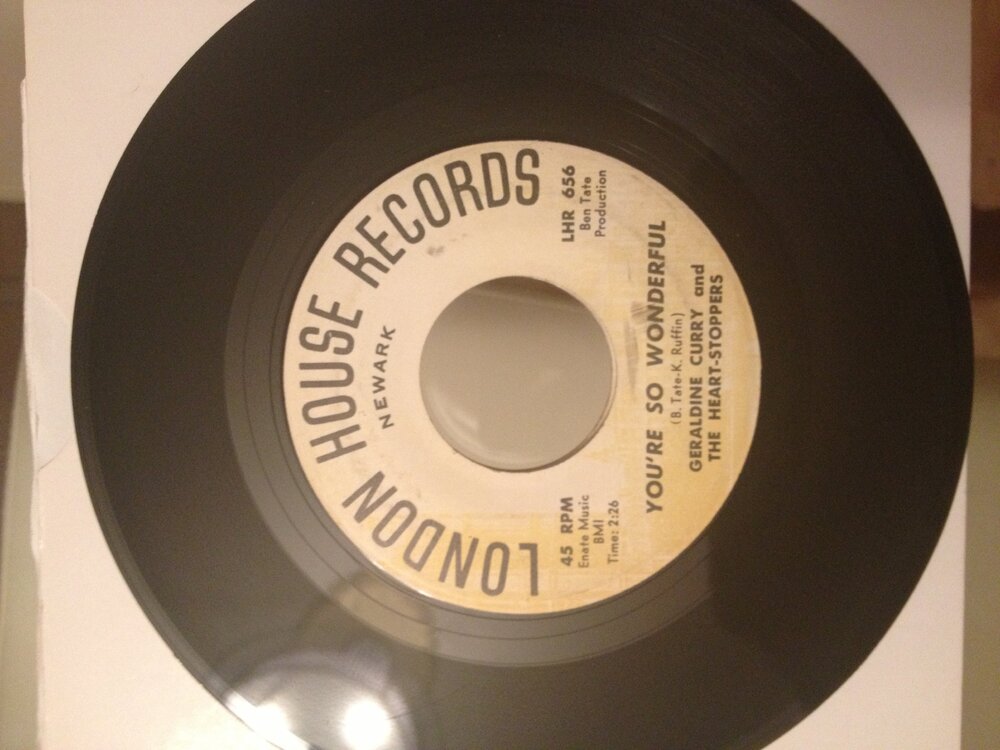 LONDON HOUSE RECORDS
NEWARK
45 RPM
Enate Music
BMI
Time: 2:26
LHR 656
Ben Tate
Production
YOU'RE SO WONDERFUL
(B. Tate-K. Ruffin)
GERALDINE CURRY and
THE HEART-STOPPERS